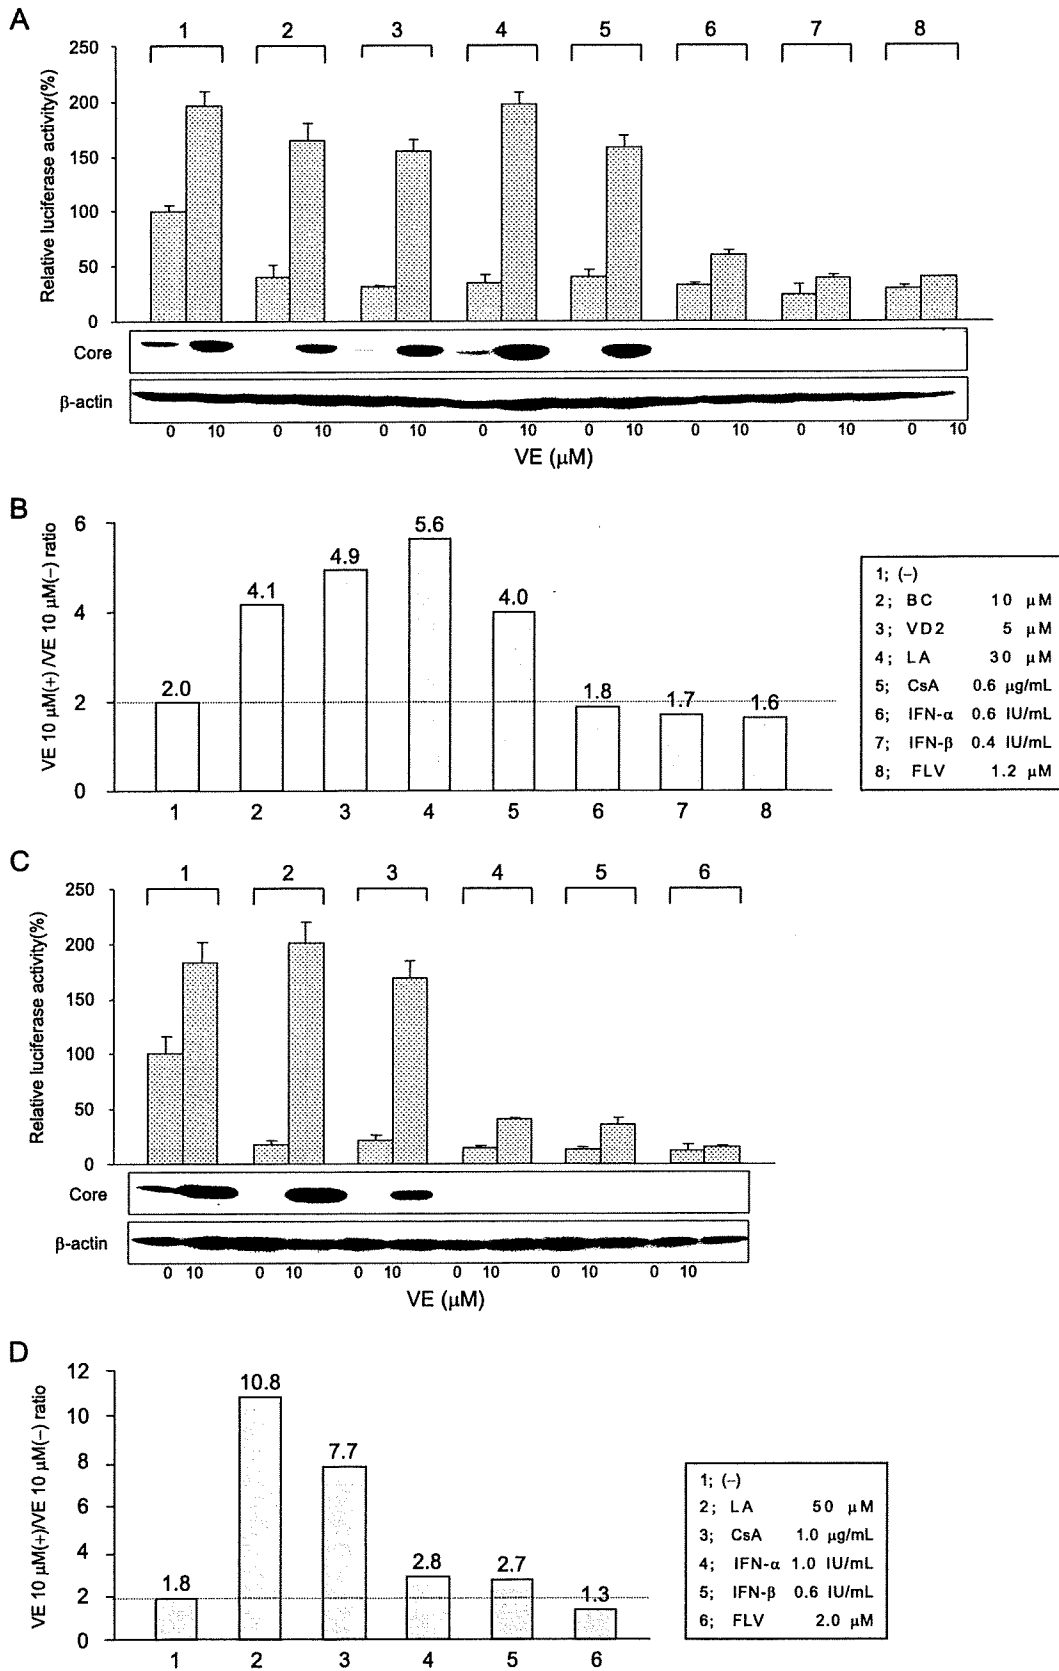 A
1 2 3 4 5 6 7 8
Relative luciferase activity(%)
250
200
150
100
50
0
Core
β-actin
0 10 0 10 0 10 0 10 0 10 0 10 0 10 0 10
VE (μM)
B
VE 10 μM(+) /VE 10 μM(−) ratio
6
4
2
0
2.0
4.1
4.9
5.6
4.0
1.8
1.7
1.6
1 2 3 4 5 6 7 8
1; (−)
2; BC 10 μM
3; VD2 5 μM
4; LA 30 μM
5; CsA 0.6 μg/mL
6; IFN-α 0.6 IU/mL
7; IFN-β 0.4 IU/mL
8; FLV 1.2 μM
C
1 2 3 4 5 6
Relative luciferase activity(%)
250
200
150
100
50
0
Core
β-actin
0 10 0 10 0 10 0 10 0 10 0 10
VE (μM)
D
VE 10 μM(+)/VE 10 μM(−) ratio
12
10
8
6
4
2
0
1.8
10.8
7.7
2.8
2.7
1.3
1 2 3 4 5 6
1; (−)
2; LA 50 μM
3; CsA 1.0 μg/mL
4; IFN-α 1.0 IU/mL
5; IFN-β 0.6 IU/mL
6; FLV 2.0 μM